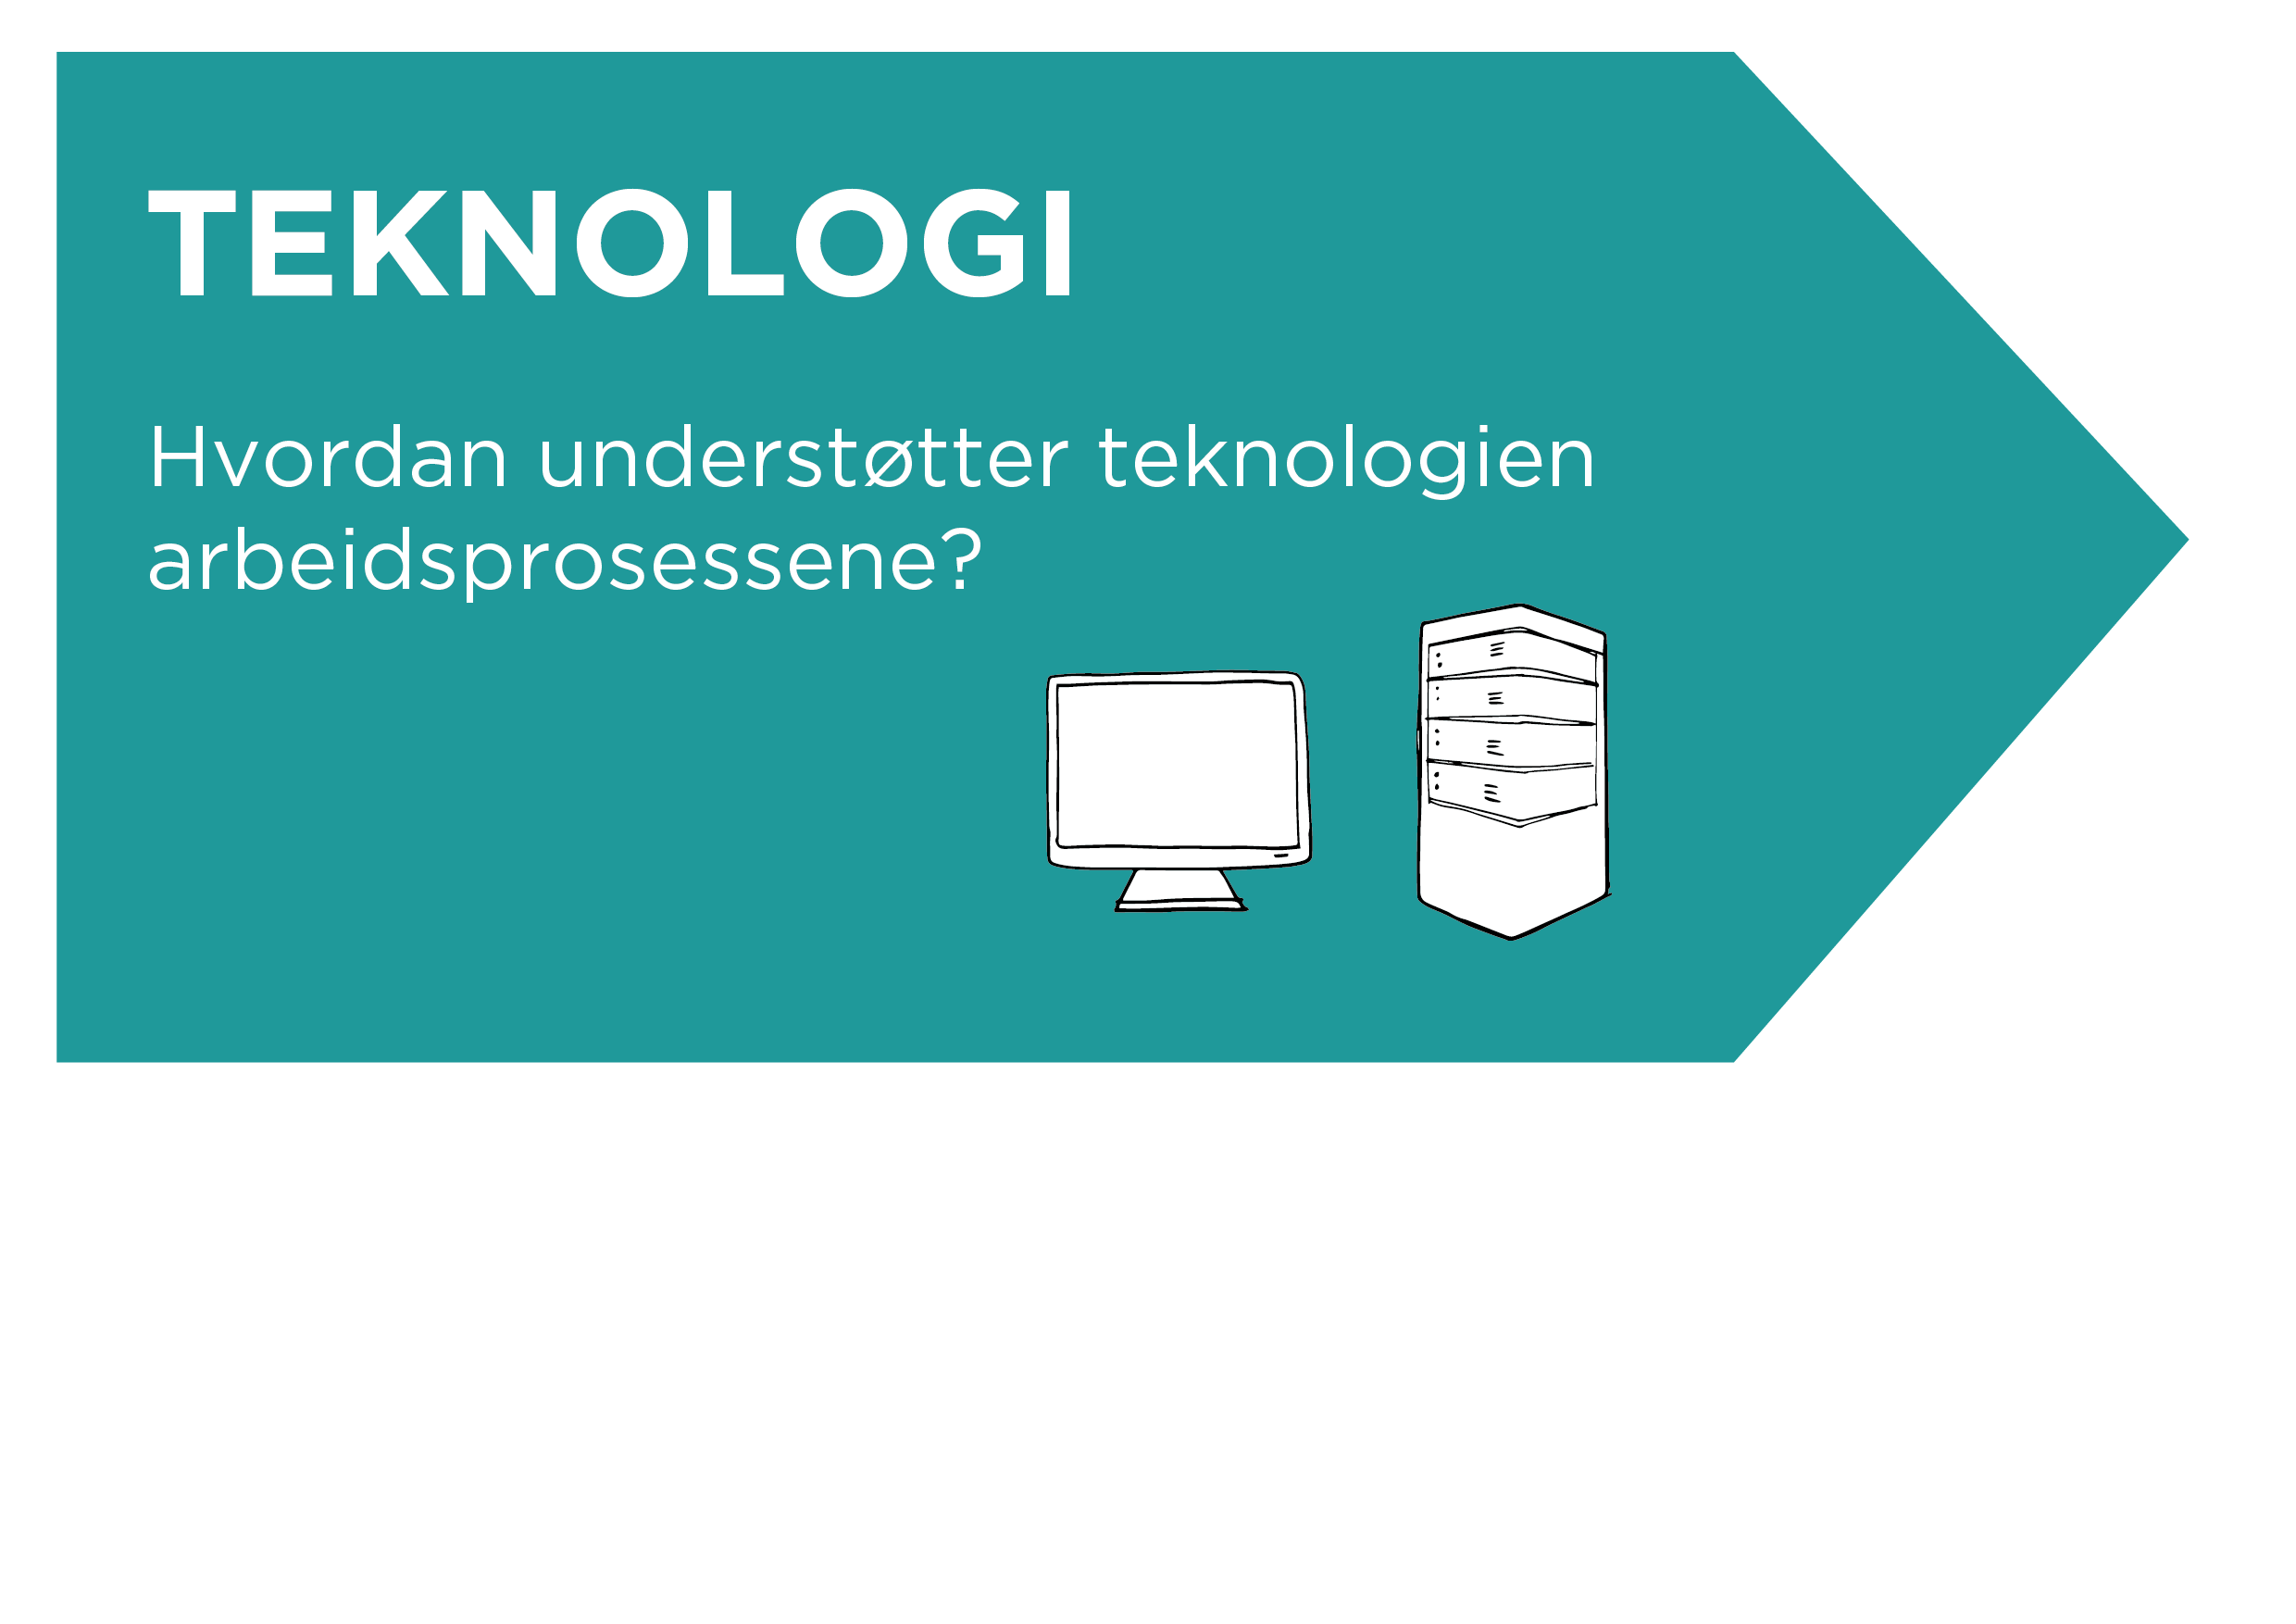 TEKNOLOGI
Hvordan understøtter teknologien
arbeidsprosessene?